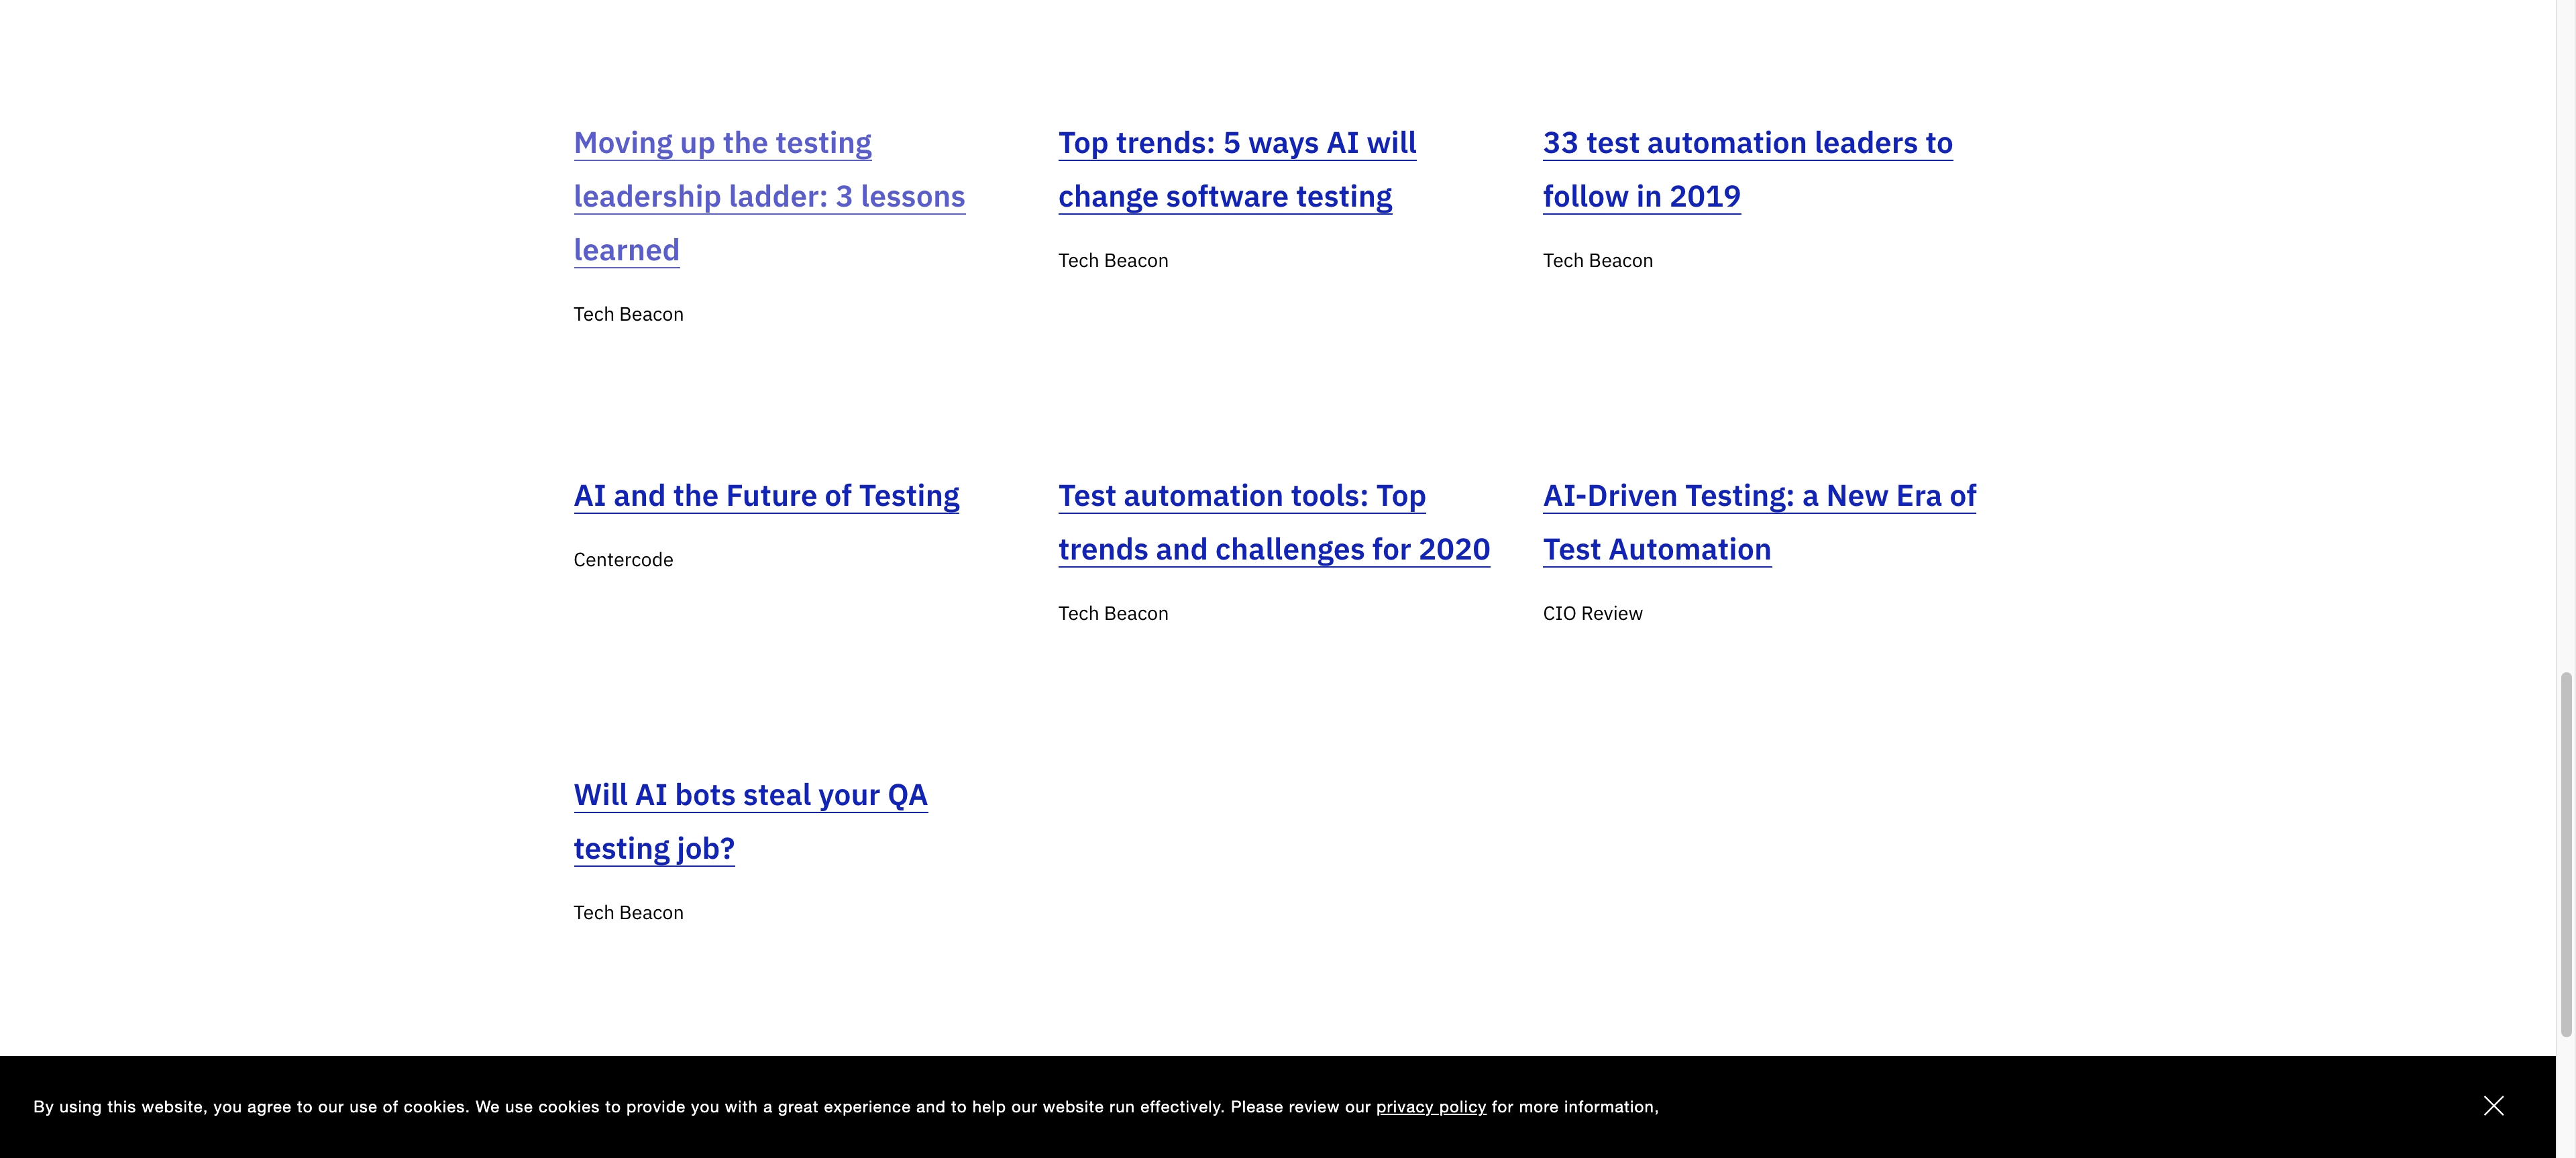 Moving up the testing
leadership ladder: 3 lessons
learned
Tech Beacon
Top trends: 5 ways AI will
change software testing
Tech Beacon
33 test automation leaders to
follow in 2019
Tech Beacon
AI and the Future of Testing
Centercode
Test automation tools: Top
trends and challenges for 2020
Tech Beacon
AI-Driven Testing: a New Era of
Test Automation
CIO Review
Will AI bots steal your QA
testing job?
Tech Beacon
By using this website, you agree to our use of cookies. We use cookies to provide you with a great experience and to help our website run effectively. Please review our privacy policy for more information,